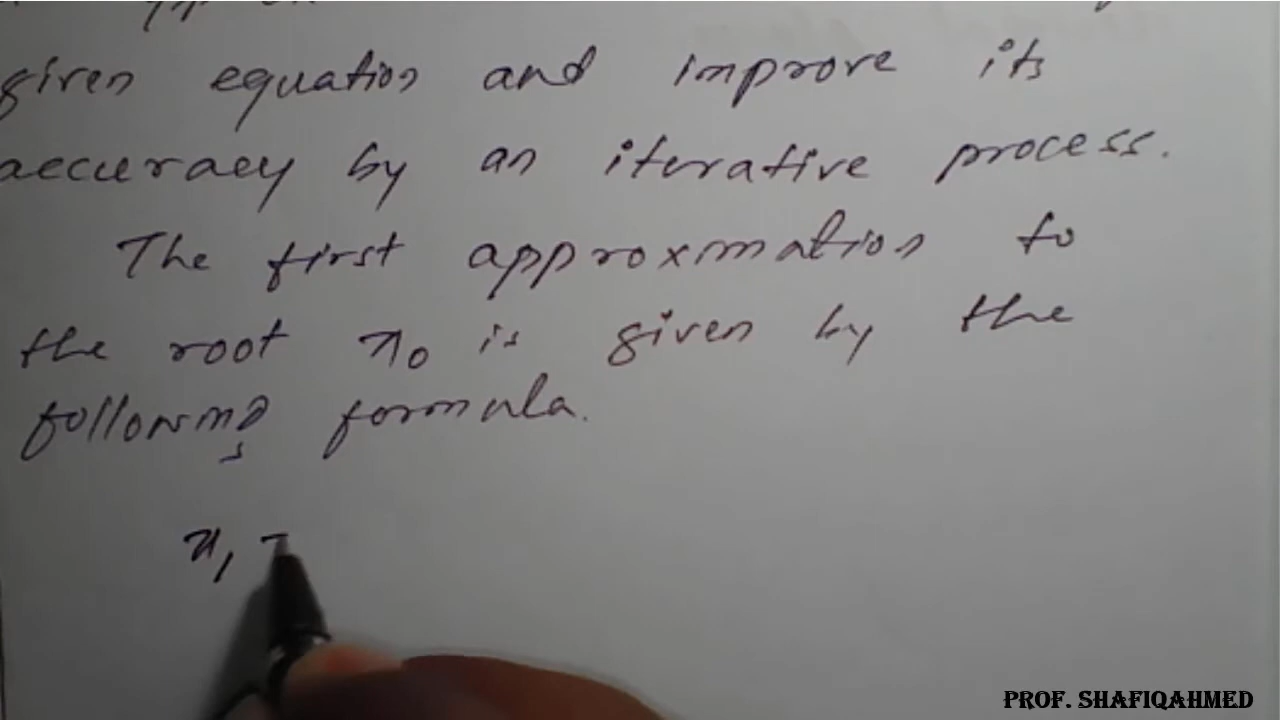 given equation and improve its
accuracy by an iterative process.
The first approxmation to
the root x₀ is given by the
following formula.
x₁ =
PROF. SHAFIQAHMED